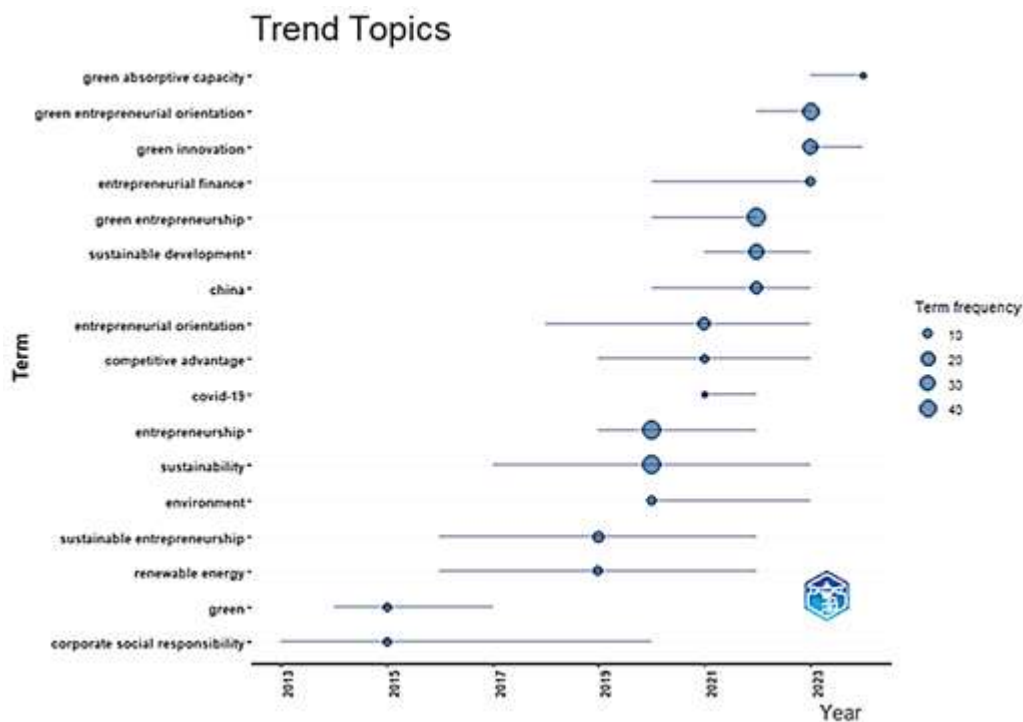 Trend Topics
green absorptive capacity
green entrepreneurial orientation
green innovation
entrepreneurial finance
green entrepreneurship
sustainable development
china
entrepreneurial orientation
competitive advantage
covid-19
entrepreneurship
sustainability
environment
sustainable entrepreneurship
renewable energy
green
corporate social responsibility
Term
2013 2015 2017 2019 2021 2023
Year
Term frequency
10
20
30
40